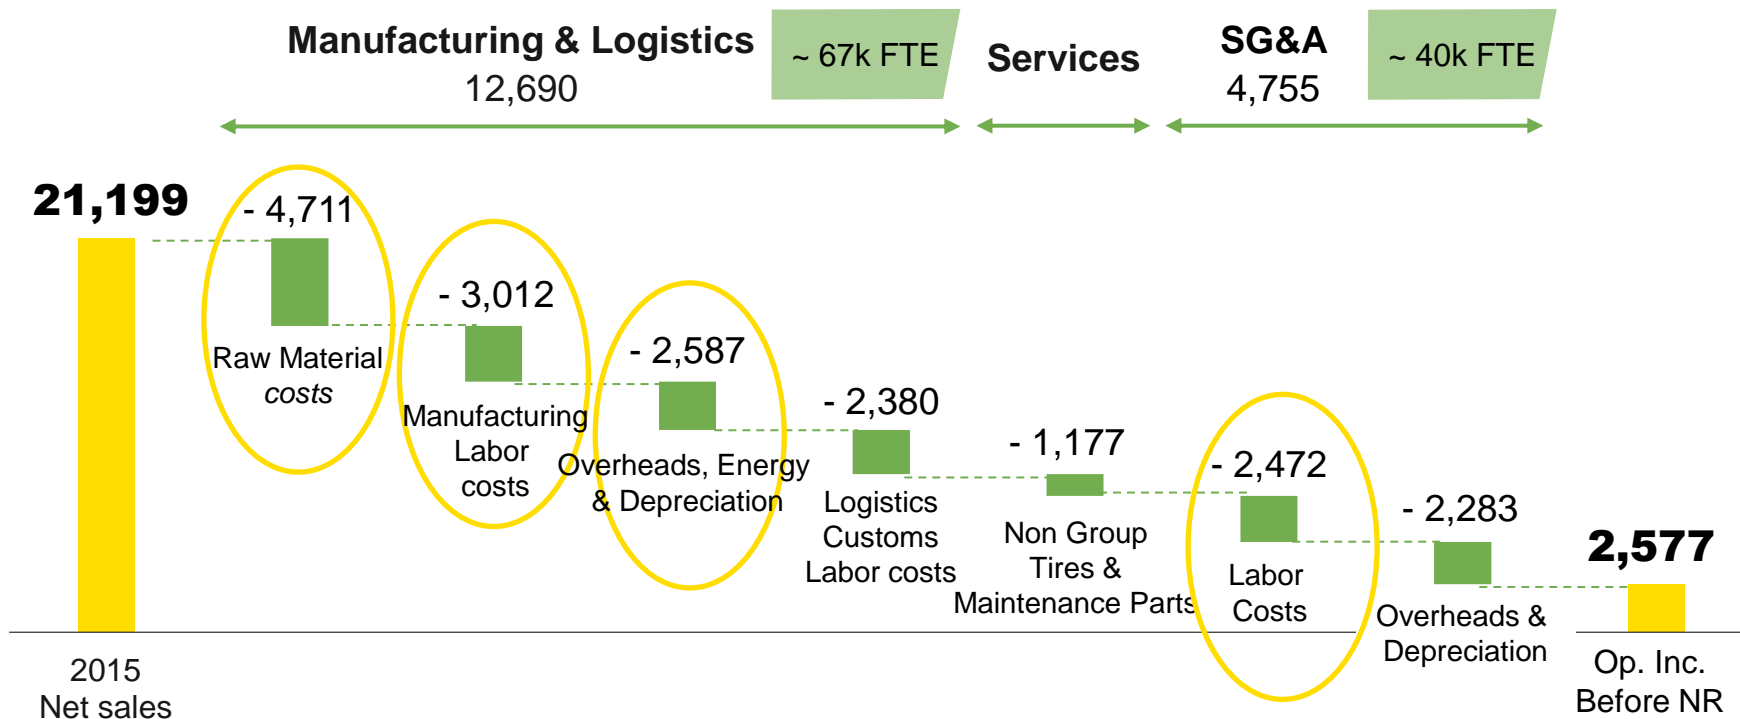 Manufacturing & Logistics
12,690
~ 67k FTE
Services
SG&A
4,755
~ 40k FTE
21,199
- 4,711
Raw Material
costs
- 3,012
Manufacturing
Labor
costs
- 2,587
Overheads, Energy
& Depreciation
- 2,380
Logistics
Customs
Labor costs
- 1,177
Non Group
Tires &
Maintenance Parts
- 2,472
Labor
Costs
- 2,283
Overheads &
Depreciation
2,577
2015
Net sales
Op. Inc.
Before NR